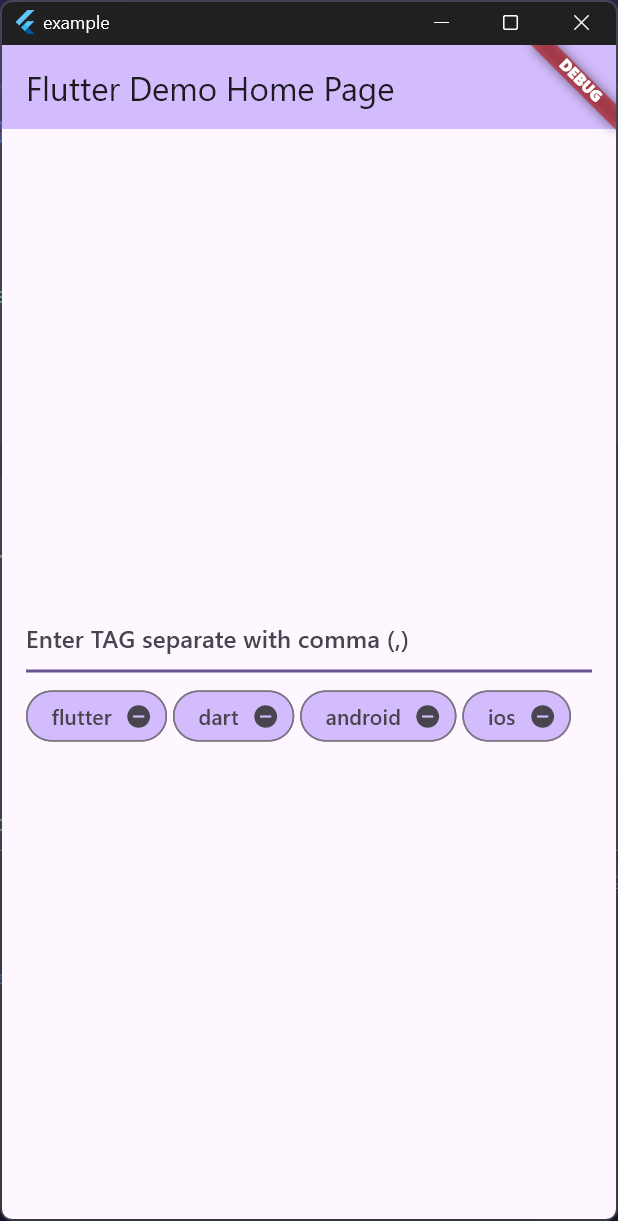 example
Flutter Demo Home Page
DEBUG
Enter TAG separate with comma (,)
flutter dart android ios